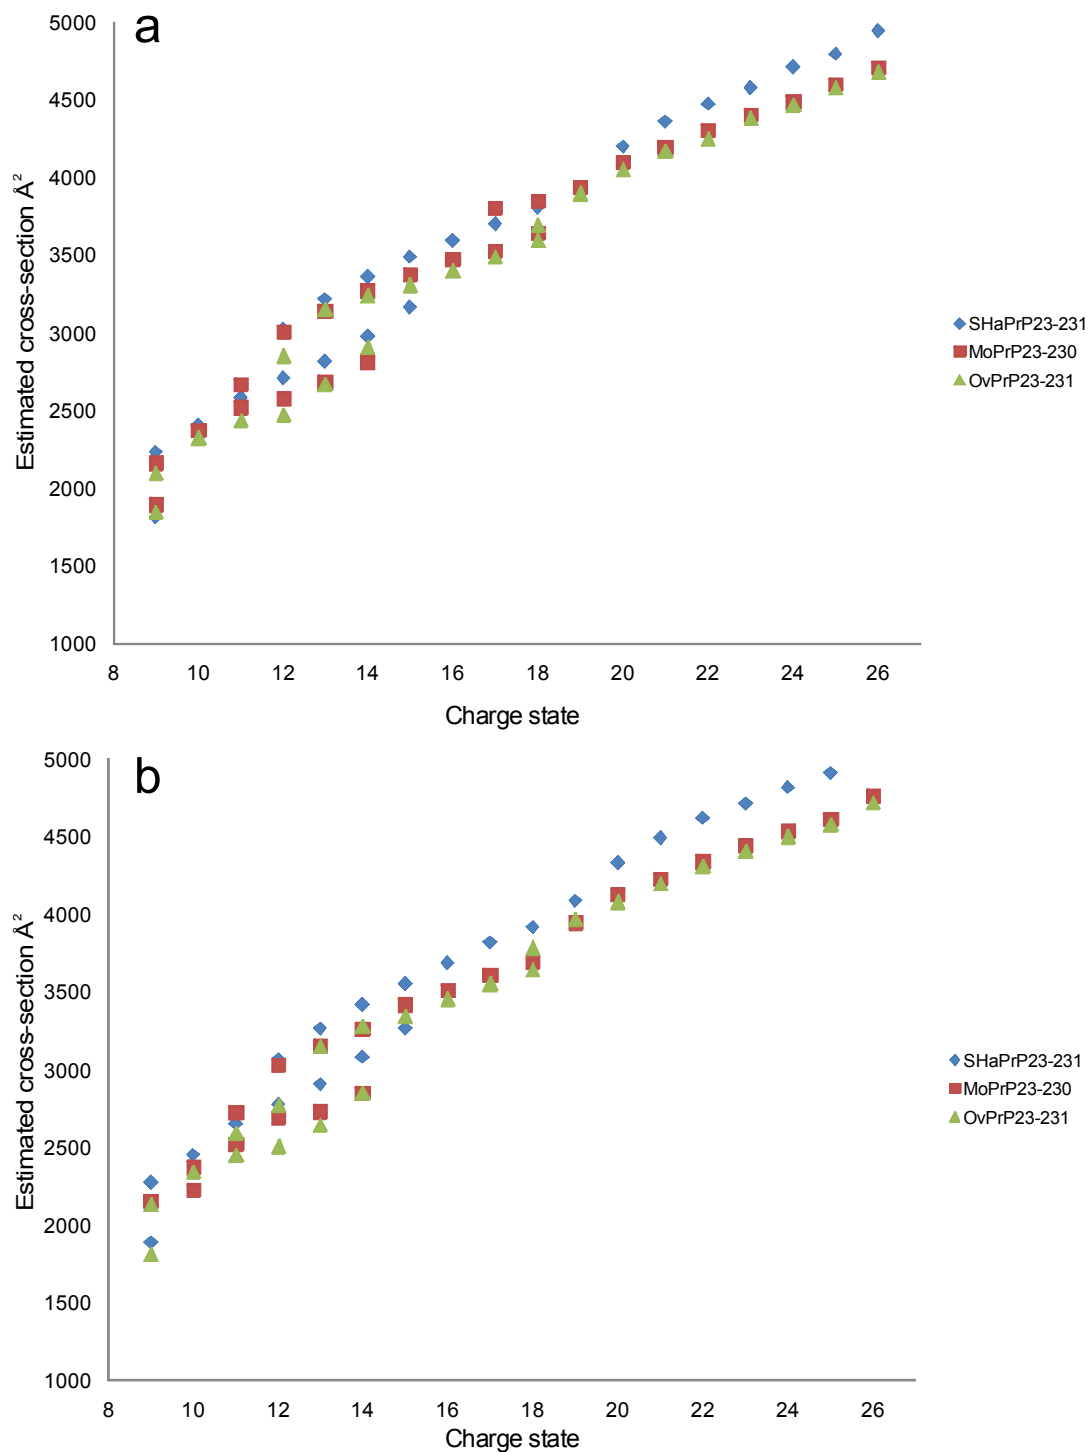 a
5000
4500
4000
3500
3000
2500
2000
1500
1000
Estimated cross-section Å²
8 10 12 14 16 18 20 22 24 26
Charge state
SHaPrP23-231
MoPrP23-230
OvPrP23-231
b
5000
4500
4000
3500
3000
2500
2000
1500
1000
Estimated cross-section Å²
8 10 12 14 16 18 20 22 24 26
Charge state
SHaPrP23-231
MoPrP23-230
OvPrP23-231